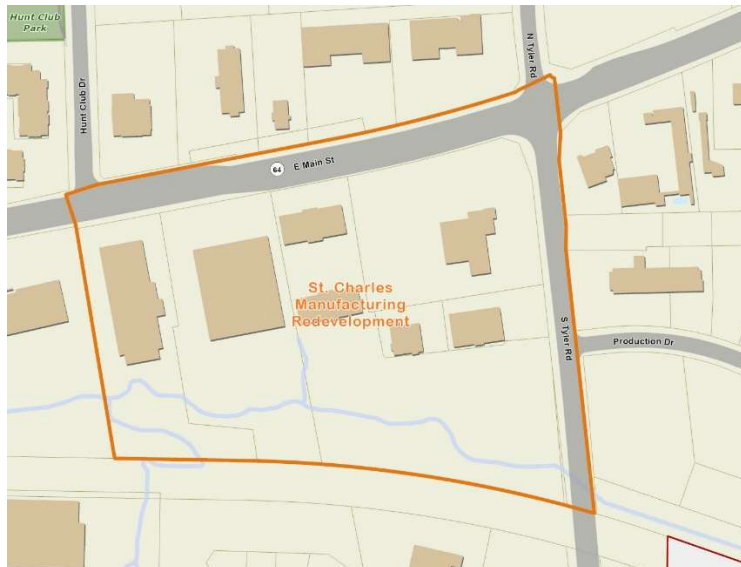 Hunt Club
Park
Hunt Club Dr
N Tyler Rd
64
E Main St
St. Charles
Manufacturing
Redevelopment
S Tyler Rd
Production Dr